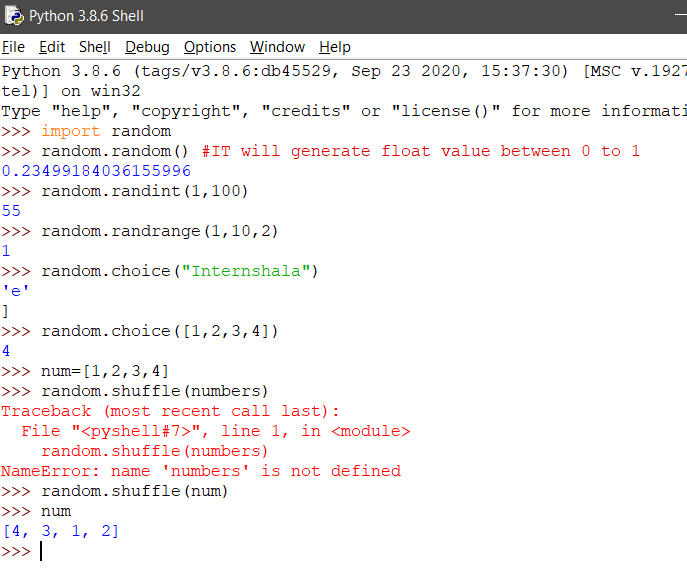 Python 3.8.6 Shell
File Edit Shell Debug Options Window Help
Python 3.8.6 (tags/v3.8.6:db45529, Sep 23 2020, 15:37:30) [MSC v.1927
tel)] on win32
Type "help", "copyright", "credits" or "license()" for more informati
>>> import random
>>> random.random() #IT will generate float value between 0 to 1
0.23499184036155996
>>> random.randint(1,100)
55
>>> random.randrange(1,10,2)
1
>>> random.choice("Internshala")
'e'
]
>>> random.choice([1,2,3,4])
4
>>> num=[1,2,3,4]
>>> random.shuffle(numbers)
Traceback (most recent call last):
  File "<pyshell#7>", line 1, in <module>
    random.shuffle(numbers)
NameError: name 'numbers' is not defined
>>> random.shuffle(num)
>>> num
[4, 3, 1, 2]
>>>